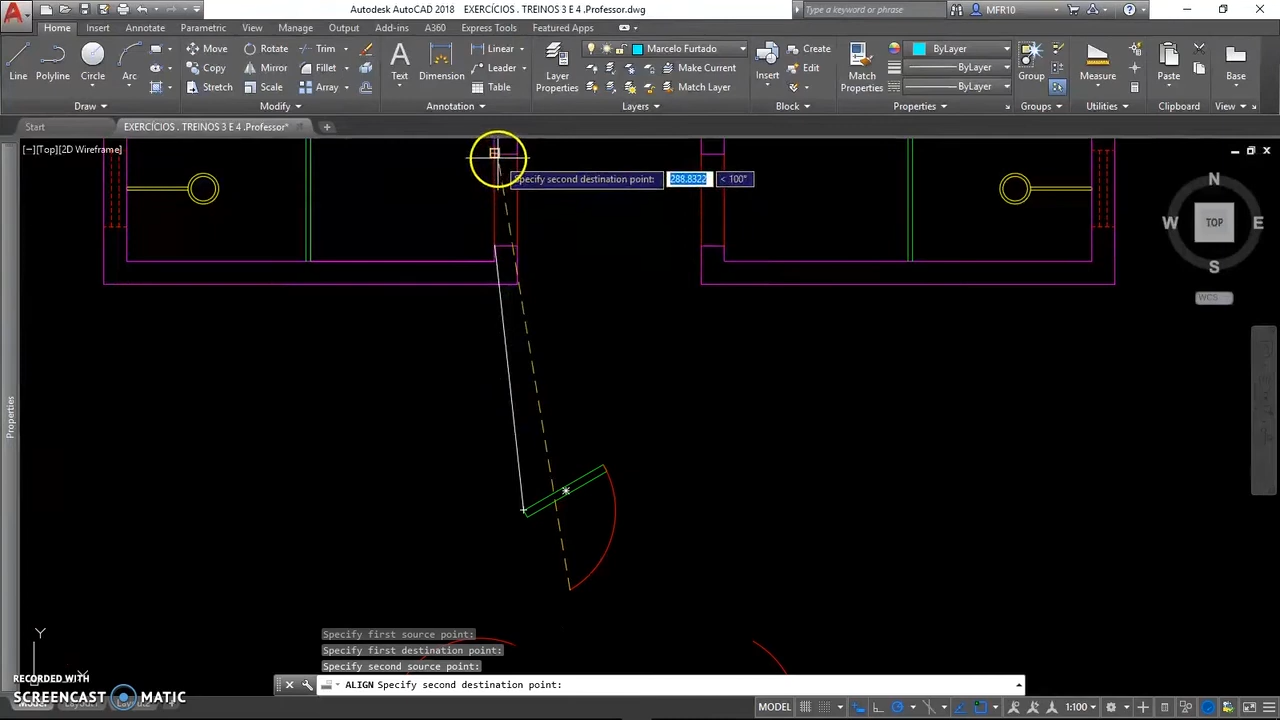 Autodesk AutoCAD 2018 EXERCÍCIOS . TREINOS 3 E 4 .Professor.dwg
Type a keyword or phrase
MFR10
Home Insert Annotate Parametric View Manage Output Add-ins A360 Express Tools Featured Apps
Line Polyline Circle Arc
Move Rotate Trim
Copy Mirror Fillet
Stretch Scale Array
Text Dimension
Linear
Leader
Table
Layer Properties
Marcelo Furtado
Make Current
Match Layer
Insert
Create
Edit
Match Properties
ByLayer
ByLayer
ByLayer
Group
Measure
Paste
Base
Draw Modify Annotation Layers Block Properties Groups Utilities Clipboard View
Start EXERCÍCIOS . TREINOS 3 E 4 .Professor*
[−][Top][2D Wireframe]
Specify second destination point: 288.8322 < 100°
N
W TOP E
S
WCS
Properties
Y
Specify first source point:
Specify first destination point:
Specify second source point:
ALIGN Specify second destination point:
RECORDED WITH
SCREENCAST MATIC
MODEL 1:100